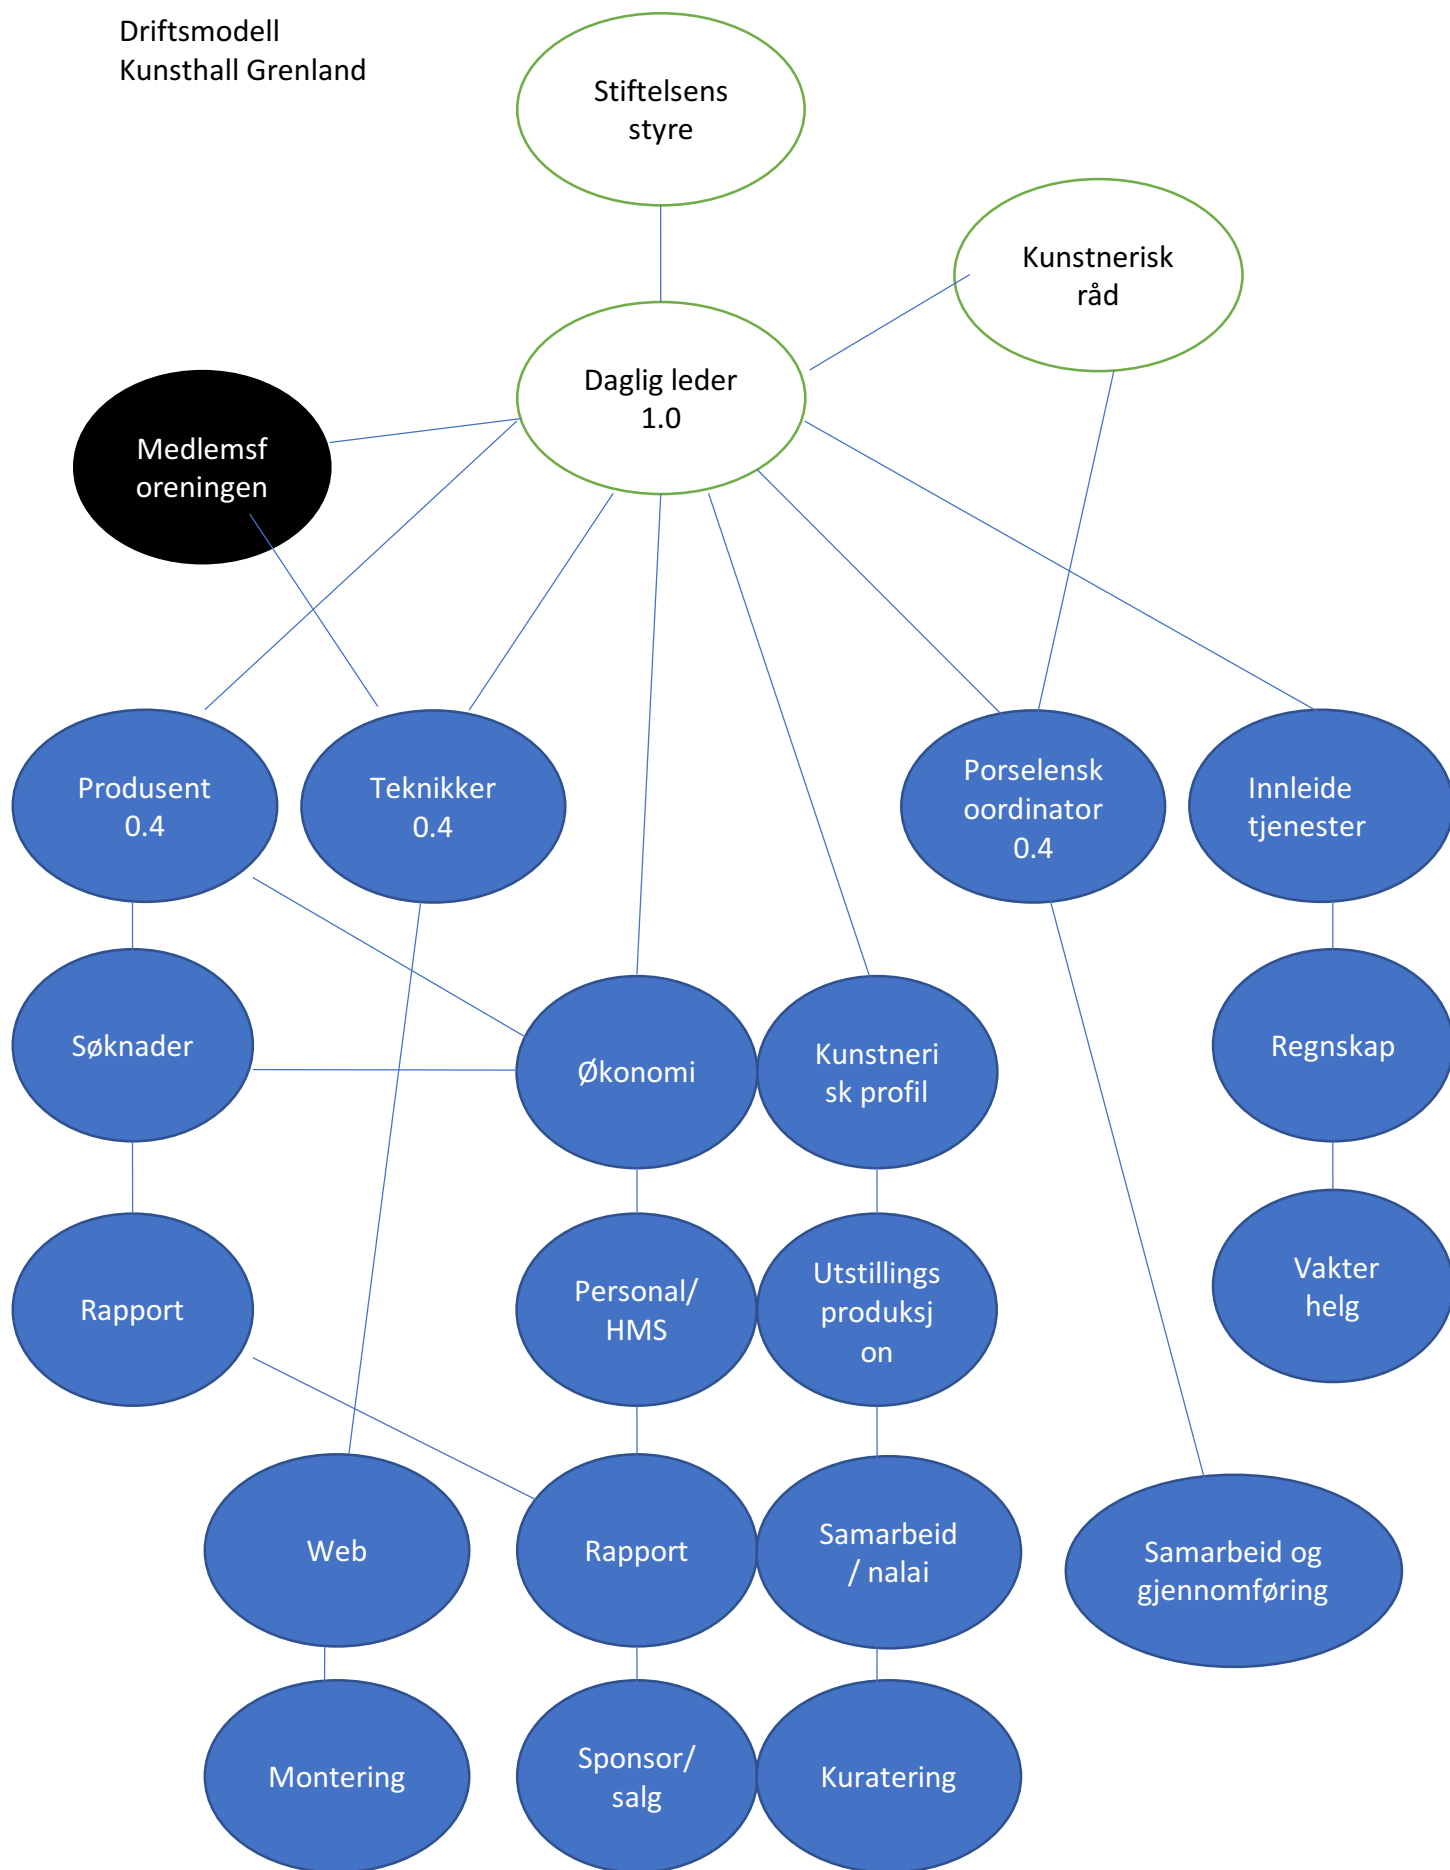 Driftsmodell
Kunsthall Grenland
Stiftelsens
styre
Kunstnerisk
råd
Daglig leder
1.0
Medlemsf
oreningen
Produsent
0.4
Teknikker
0.4
Porselensk
oordinator
0.4
Innleide
tjenester
Søknader
Økonomi
Kunstneri
sk profil
Regnskap
Rapport
Personal/
HMS
Utstillings
produksj
on
Vakter
helg
Web
Rapport
Samarbeid
/ nalai
Samarbeid og
gjennomføring
Montering
Sponsor/
salg
Kuratering